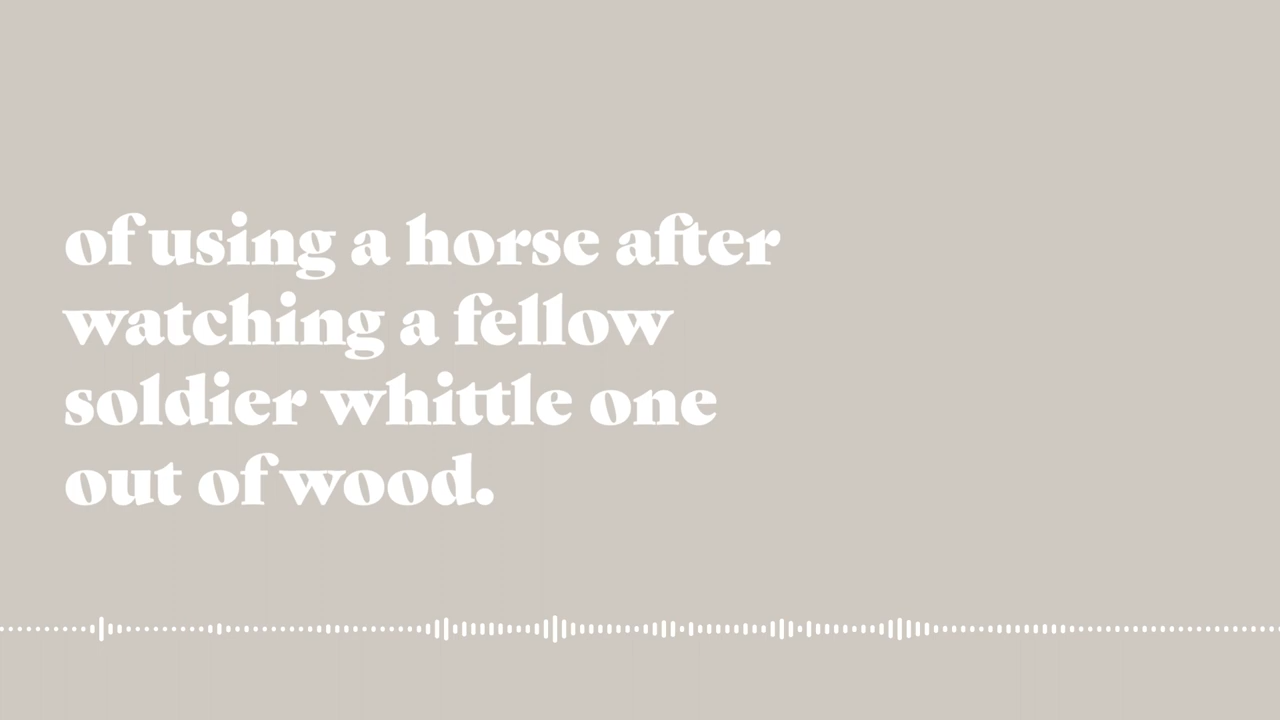 of using a horse after
watching a fellow
soldier whittle one
out of wood.